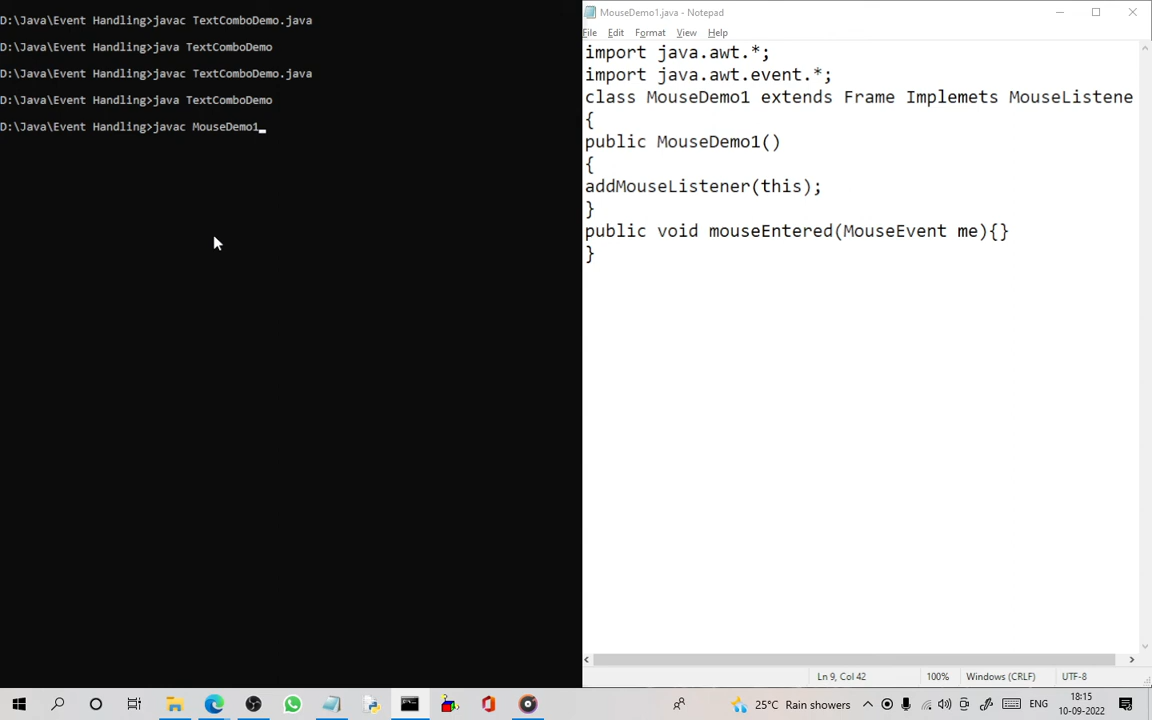 D:\Java\Event Handling>javac TextComboDemo.java
D:\Java\Event Handling>java TextComboDemo
D:\Java\Event Handling>javac TextComboDemo.java
D:\Java\Event Handling>java TextComboDemo
D:\Java\Event Handling>javac MouseDemo1_
MouseDemo1.java - Notepad
File Edit Format View Help
import java.awt.*;
import java.awt.event.*;
class MouseDemo1 extends Frame Implemets MouseListene
{
public MouseDemo1()
{
addMouseListener(this);
}
public void mouseEntered(MouseEvent me){}
}
Ln 9, Col 42 100% Windows (CRLF) UTF-8
25°C Rain showers ENG
18:15
10-09-2022